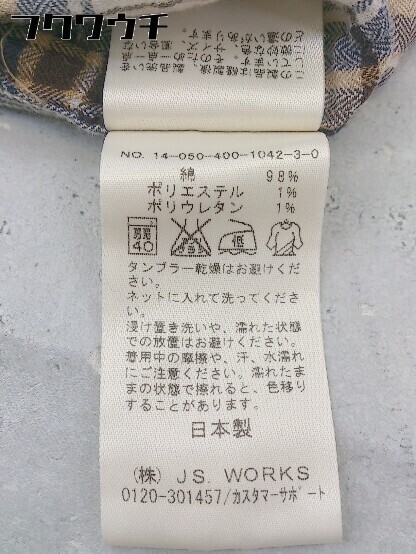 フクウウチ
NO. 14-050-400-1042-3-0
綿 98%
ポリエステル 1%
ポリウレタン 1%
40
低
タンブラー乾燥はお避けくださ
い。
ネットに入れて洗ってくださ
い。
浸け置き洗いや、濡れた状態
での放置はお避けください。
着用中の摩擦や、汗、水濡れ
にご注意ください。濡れたま
まの状態で擦れると、色移り
することがあります。
日本製
(株) J.S. WORKS
0120-301457/カスタマーサポート